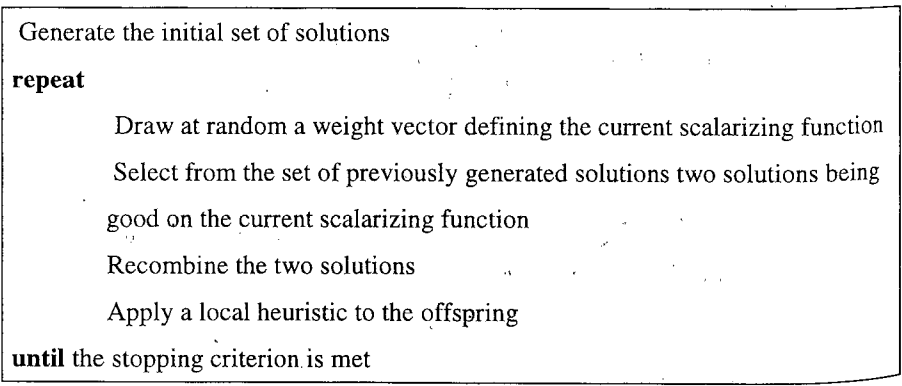 Generate the initial set of solutions
repeat
Draw at random a weight vector defining the current scalarizing function
Select from the set of previously generated solutions two solutions being
good on the current scalarizing function
Recombine the two solutions
Apply a local heuristic to the offspring
until the stopping criterion is met